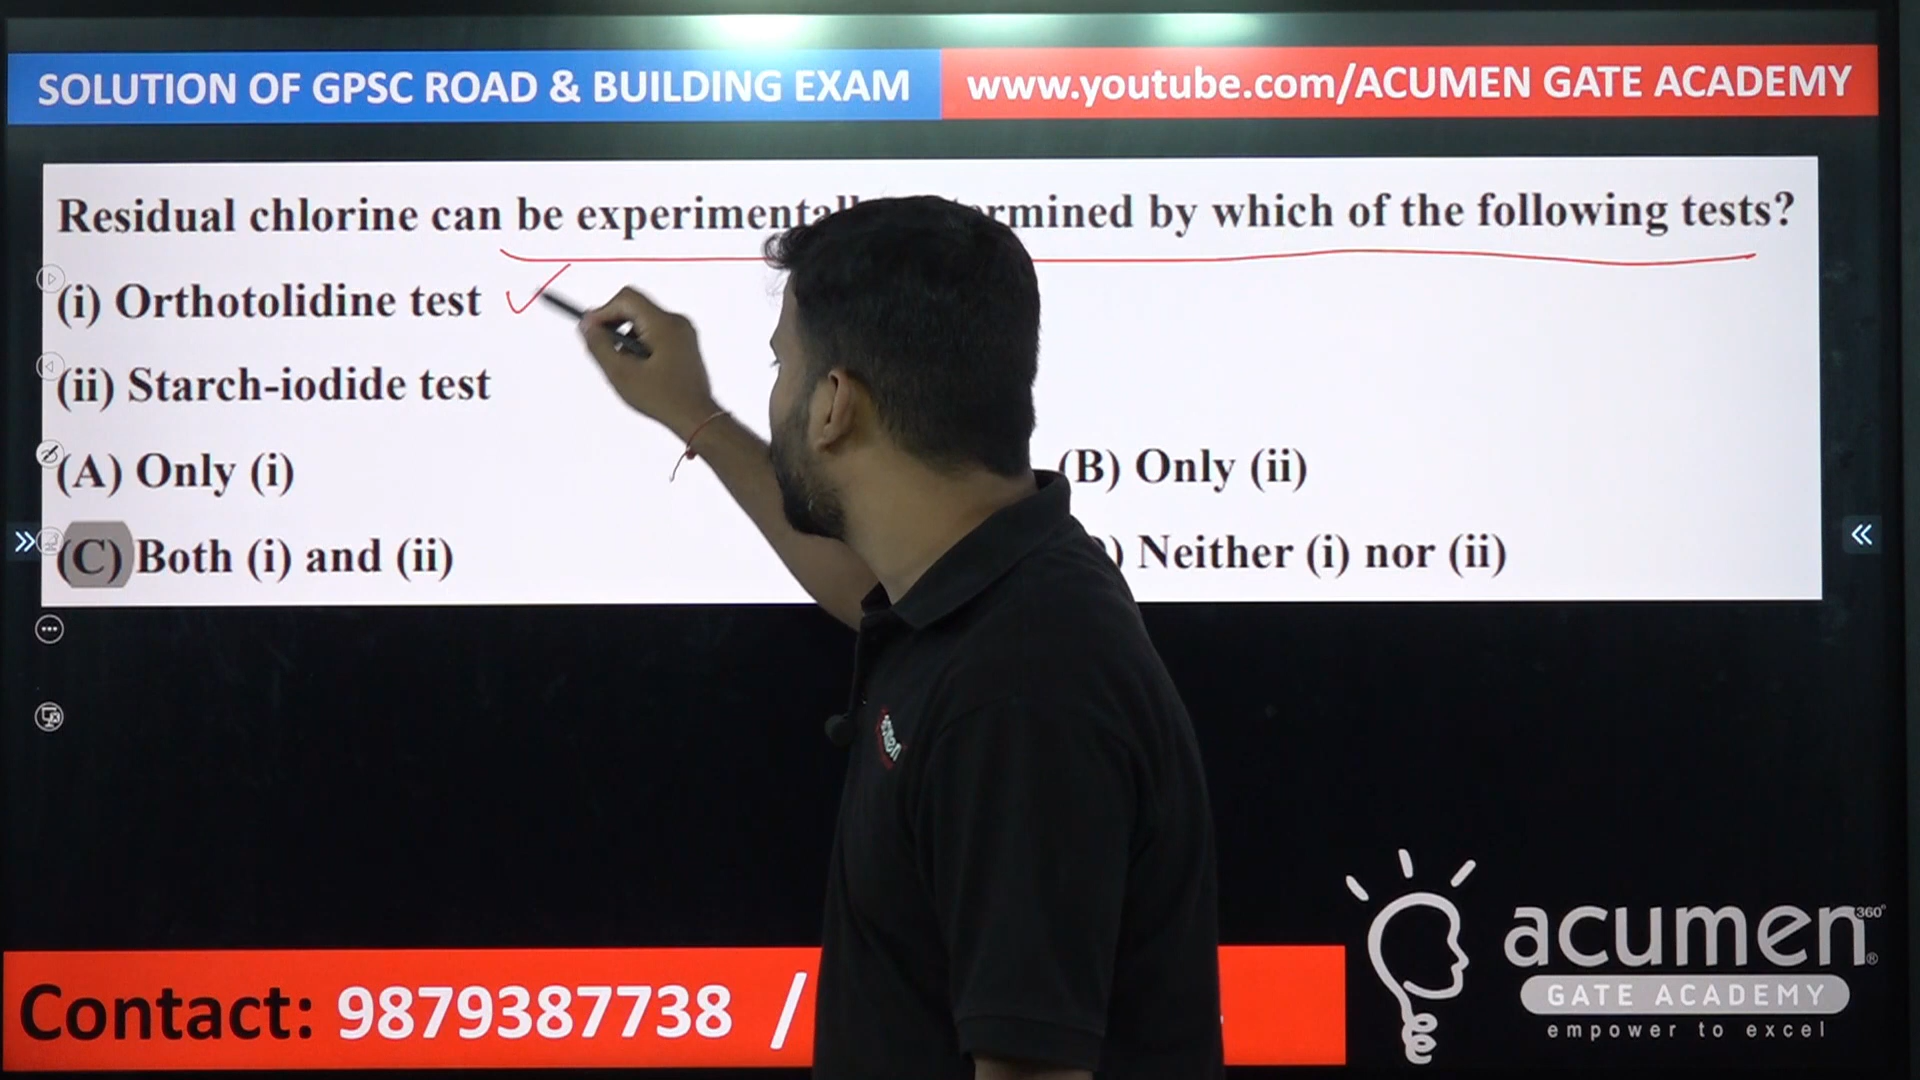 SOLUTION OF GPSC ROAD & BUILDING EXAM www.youtube.com/ACUMEN GATE ACADEMY
Residual chlorine can be by which of the following tests?
(i) Orthotolidine test
(ii) Starch-iodide test
(A) Only (i) (B) Only (ii)
(C) Both (i) and (ii) Neither (i) nor (ii)
acumen 360°
GATE ACADEMY
empower to excel
Contact: 9879387738 /
acumen